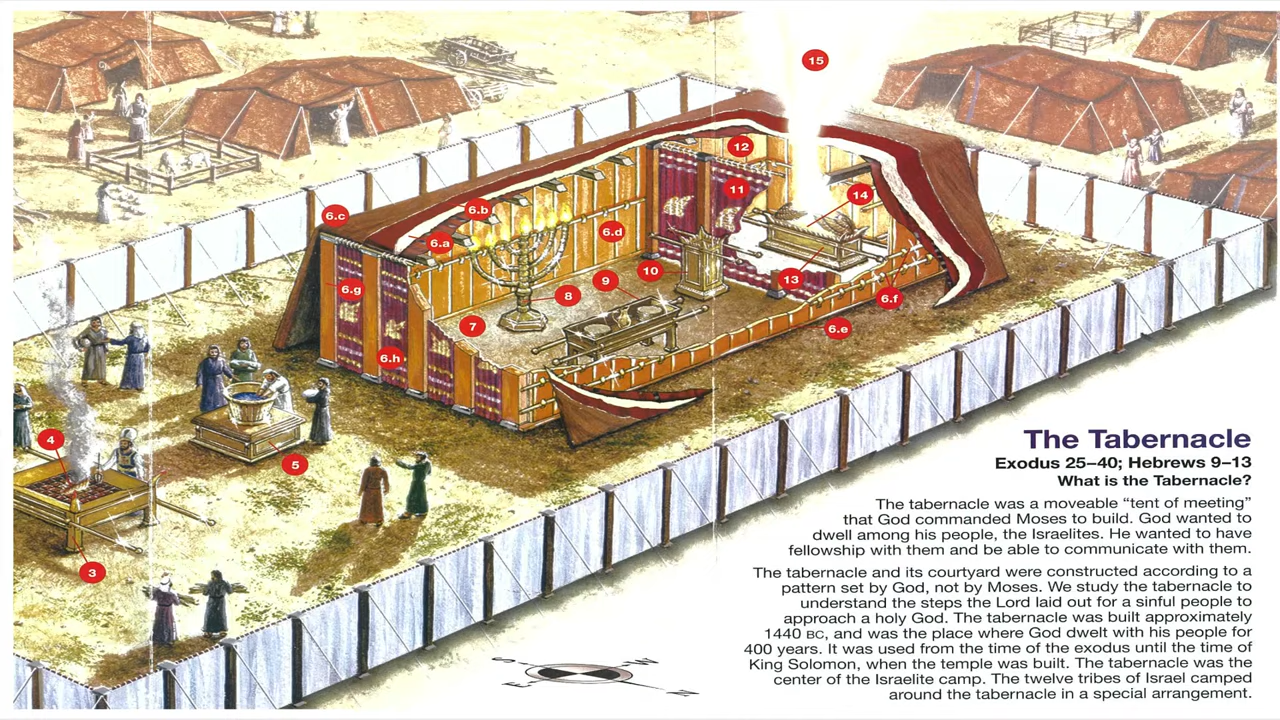 15
12
11
14
6.b
6.c
6.a
6.d
10
9
13
6.g
8
6.f
7
6.e
6.h
4
5
3
The Tabernacle
Exodus 25–40; Hebrews 9–13
What is the Tabernacle?
The tabernacle was a moveable “tent of meeting”
that God commanded Moses to build. God wanted to
dwell among his people, the Israelites. He wanted to have
fellowship with them and be able to communicate with them.
The tabernacle and its courtyard were constructed according to a
pattern set by God, not by Moses. We study the tabernacle to
understand the steps the Lord laid out for a sinful people to
approach a holy God. The tabernacle was built approximately
1440 BC, and was the place where God dwelt with his people for
400 years. It was used from the time of the exodus until the time of
King Solomon, when the temple was built. The tabernacle was the
center of the Israelite camp. The twelve tribes of Israel camped
around the tabernacle in a special arrangement.
S
W
E
N